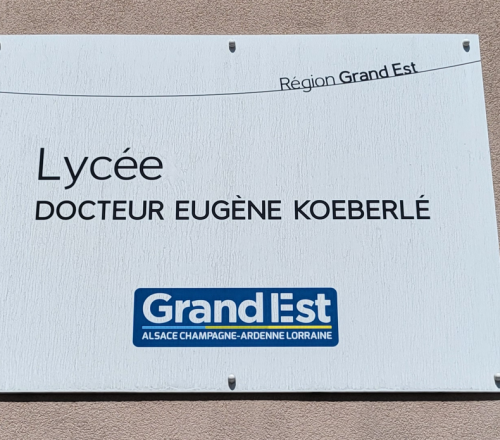 Région Grand Est
Lycée
DOCTEUR EUGÈNE KOEBERLÉ
Grand Est
ALSACE CHAMPAGNE-ARDENNE LORRAINE